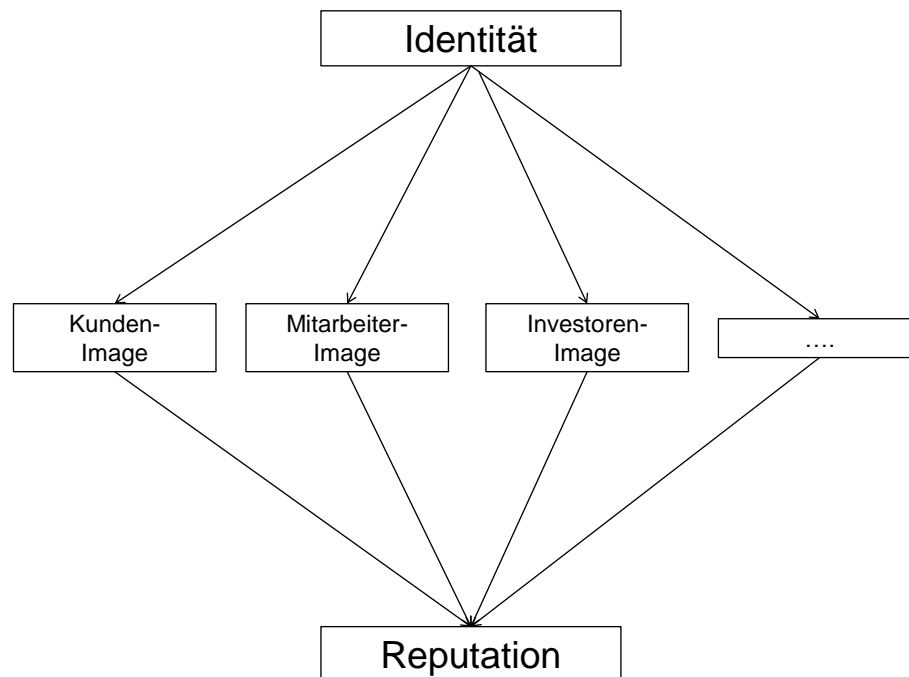 Identität
Kunden-
Image
Mitarbeiter-
Image
Investoren-
Image
….
Reputation